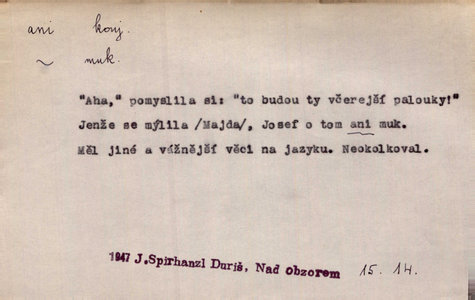 ani konj.
~ muk.
"Aha," pomyslila si: "to budou ty včerejší palouky!"
Jenže se mýlila /Majda/, Josef o tom ani muk.
Měl jiné a vážnější věci na jazyku. Neokolkoval.
1947 J.Spirhanzl Duriš, Nad obzorem 15. 14.